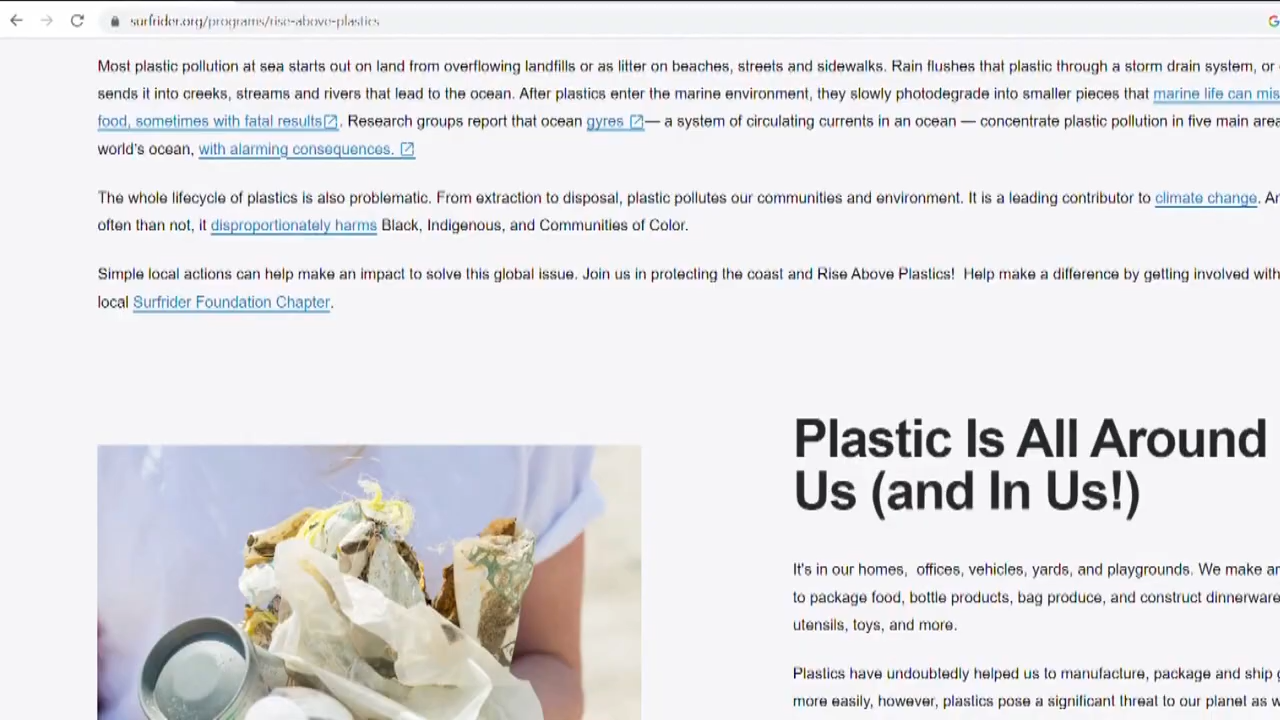 surfrider.org/programs/rise-above-plastics
Most plastic pollution at sea starts out on land from overflowing landfills or as litter on beaches, streets and sidewalks. Rain flushes that plastic through a storm drain system, or
sends it into creeks, streams and rivers that lead to the ocean. After plastics enter the marine environment, they slowly photodegrade into smaller pieces that marine life can mis
food, sometimes with fatal results. Research groups report that ocean gyres — a system of circulating currents in an ocean — concentrate plastic pollution in five main area
world's ocean, with alarming consequences.
The whole lifecycle of plastics is also problematic. From extraction to disposal, plastic pollutes our communities and environment. It is a leading contributor to climate change. Ar
often than not, it disproportionately harms Black, Indigenous, and Communities of Color.
Simple local actions can help make an impact to solve this global issue. Join us in protecting the coast and Rise Above Plastics! Help make a difference by getting involved with
local Surfrider Foundation Chapter.
Plastic Is All Around
Us (and In Us!)
It's in our homes, offices, vehicles, yards, and playgrounds. We make ar
to package food, bottle products, bag produce, and construct dinnerware
utensils, toys, and more.
Plastics have undoubtedly helped us to manufacture, package and ship g
more easily, however, plastics pose a significant threat to our planet as w